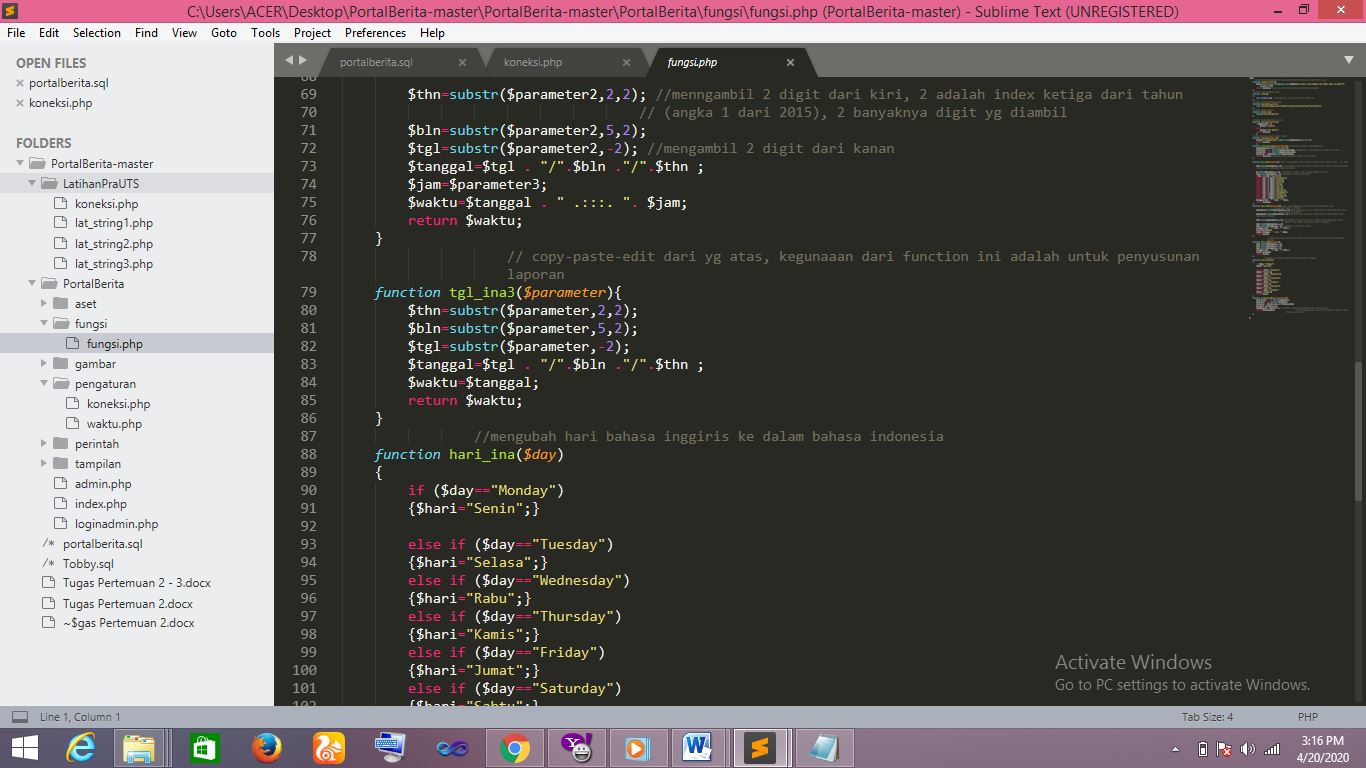 C:\Users\ACER\Desktop\PortalBerita-master\PortalBerita-master\PortalBerita\fungsi\fungsi.php (PortalBerita-master) - Sublime Text (UNREGISTERED)
File Edit Selection Find View Goto Tools Project Preferences Help
OPEN FILES
portalberita.sql
koneksi.php
FOLDERS
PortalBerita-master
LatihanPraUTS
koneksi.php
lat_string1.php
lat_string2.php
lat_string3.php
PortalBerita
aset
fungsi
fungsi.php
gambar
pengaturan
koneksi.php
waktu.php
perintah
tampilan
admin.php
index.php
loginadmin.php
/* portalberita.sql
/* Tobby.sql
Tugas Pertemuan 2 - 3.docx
Tugas Pertemuan 2.docx
~$gas Pertemuan 2.docx
portalberita.sql koneksi.php fungsi.php
68
69 $thn=substr($parameter2,2,2); //menngambil 2 digit dari kiri, 2 adalah index ketiga dari tahun
70 // (angka 1 dari 2015), 2 banyaknya digit yg diambil
71 $bln=substr($parameter2,5,2);
72 $tgl=substr($parameter2,-2); //mengambil 2 digit dari kanan
73 $tanggal=$tgl . "/".$bln ."/".$thn ;
74 $jam=$parameter3;
75 $waktu=$tanggal . " .:::. ". $jam;
76 return $waktu;
77 }
78 // copy-paste-edit dari yg atas, kegunaaan dari function ini adalah untuk penyusunan
laporan
79 function tgl_ina3($parameter){
80 $thn=substr($parameter,2,2);
81 $bln=substr($parameter,5,2);
82 $tgl=substr($parameter,-2);
83 $tanggal=$tgl . "/".$bln ."/".$thn ;
84 $waktu=$tanggal;
85 return $waktu;
86 }
87 //mengubah hari bahasa inggiris ke dalam bahasa indonesia
88 function hari_ina($day)
89 {
90 if ($day=="Monday")
91 {$hari="Senin";}
92
93 else if ($day=="Tuesday")
94 {$hari="Selasa";}
95 else if ($day=="Wednesday")
96 {$hari="Rabu";}
97 else if ($day=="Thursday")
98 {$hari="Kamis";}
99 else if ($day=="Friday")
100 {$hari="Jumat";}
101 else if ($day=="Saturday")
102 {$hari="Sabtu";}
Activate Windows
Go to PC settings to activate Windows.
Line 1, Column 1 Tab Size: 4 PHP
3:16 PM
4/20/2020